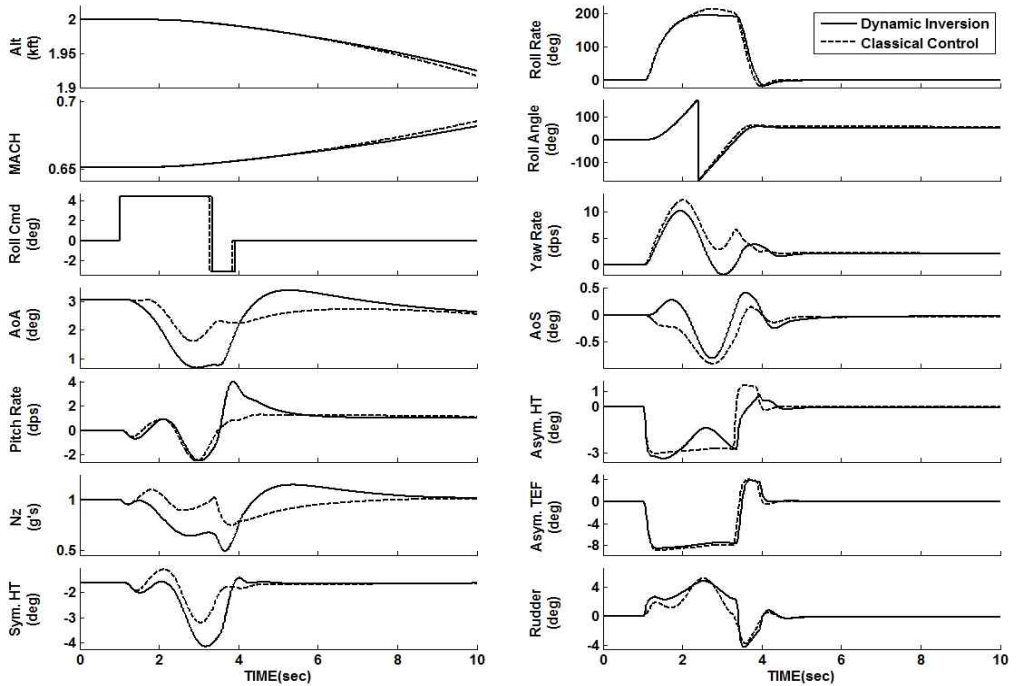 Alt
(kft)
2
1.95
1.9
MACH
0.7
0.65
Roll Cmd
(deg)
4
2
0
-2
AoA
(deg)
3
2
1
Pitch Rate
(dps)
4
2
0
-2
Nz
(g's)
1
0.5
Sym. HT
(deg)
-2
-3
-4
0 2 4 6 8 10
TIME(sec)
Roll Rate
(deg)
200
100
0
Dynamic Inversion
Classical Control
Roll Angle
(deg)
100
0
-100
Yaw Rate
(dps)
10
5
0
AoS
(deg)
0.5
0
-0.5
Asym. HT
(deg)
1
0
-3
Asym. TEF
(deg)
4
0
-4
-8
Rudder
(deg)
4
0
-4
0 2 4 6 8 10
TIME(sec)